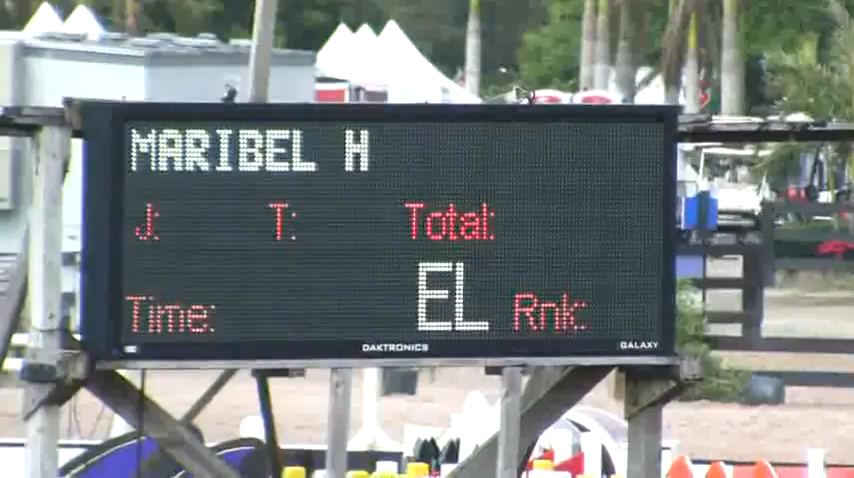 MARIBEL H
J: T: Total:
Time: EL Rnk:
DAKTRONICS GALAXY